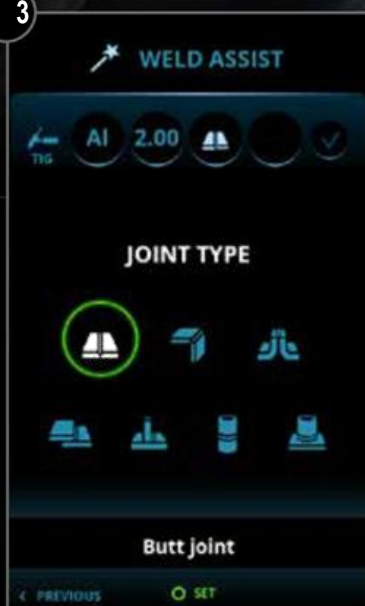 3
WELD ASSIST
TIG
Al
2.00
JOINT TYPE
Butt joint
< PREVIOUS
SET